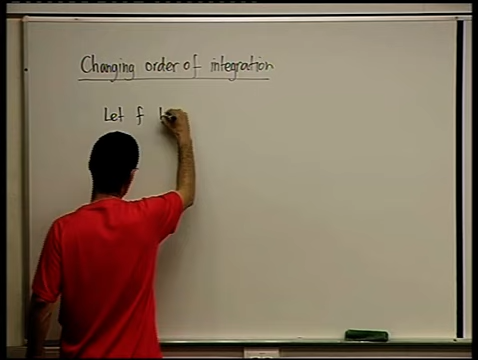 Changing order of integration
Let f